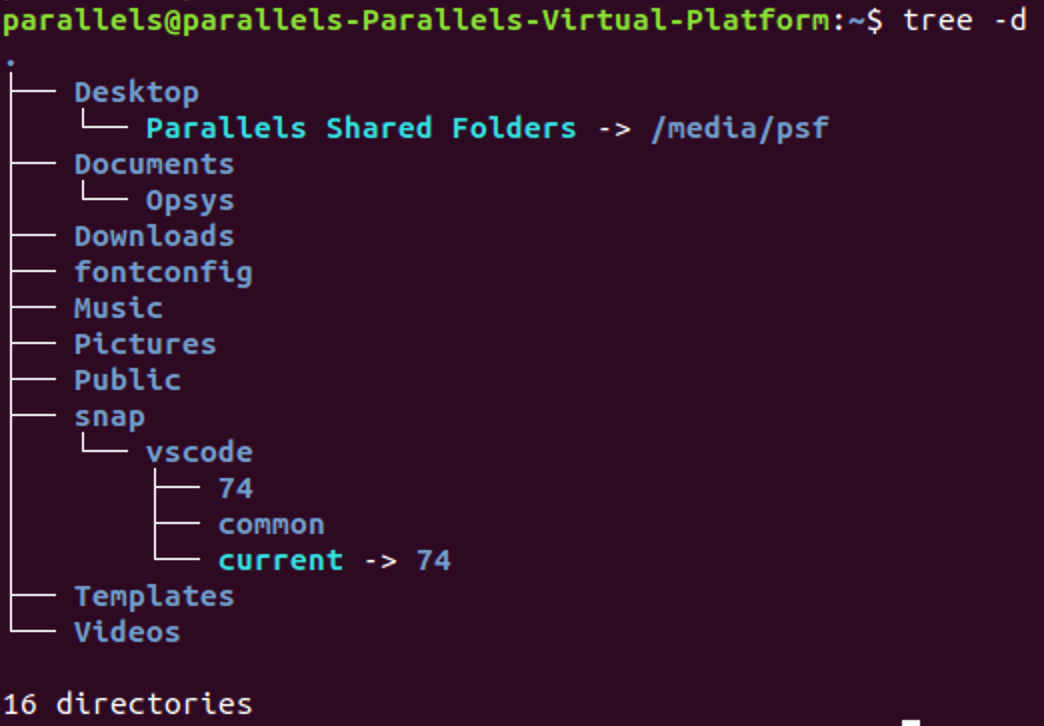 parallels@parallels-Parallels-Virtual-Platform:~$ tree -d
.
├── Desktop
│   └── Parallels Shared Folders -> /media/psf
├── Documents
│   └── Opsys
├── Downloads
├── fontconfig
├── Music
├── Pictures
├── Public
├── snap
│   └── vscode
│       ├── 74
│       ├── common
│       └── current -> 74
├── Templates
└── Videos

16 directories